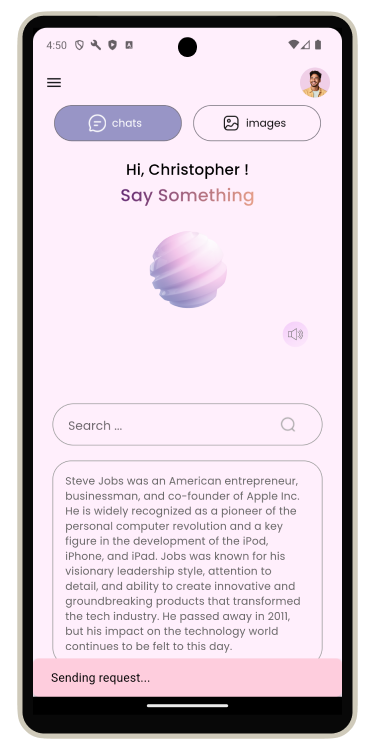 4:50
chats
images
Hi, Christopher !
Say Something
Search ...
Steve Jobs was an American entrepreneur,
businessman, and co-founder of Apple Inc.
He is widely recognized as a pioneer of the
personal computer revolution and a key
figure in the development of the iPod,
iPhone, and iPad. Jobs was known for his
visionary leadership style, attention to
detail, and ability to create innovative and
groundbreaking products that transformed
the tech industry. He passed away in 2011,
but his impact on the technology world
continues to be felt to this day.
Sending request...